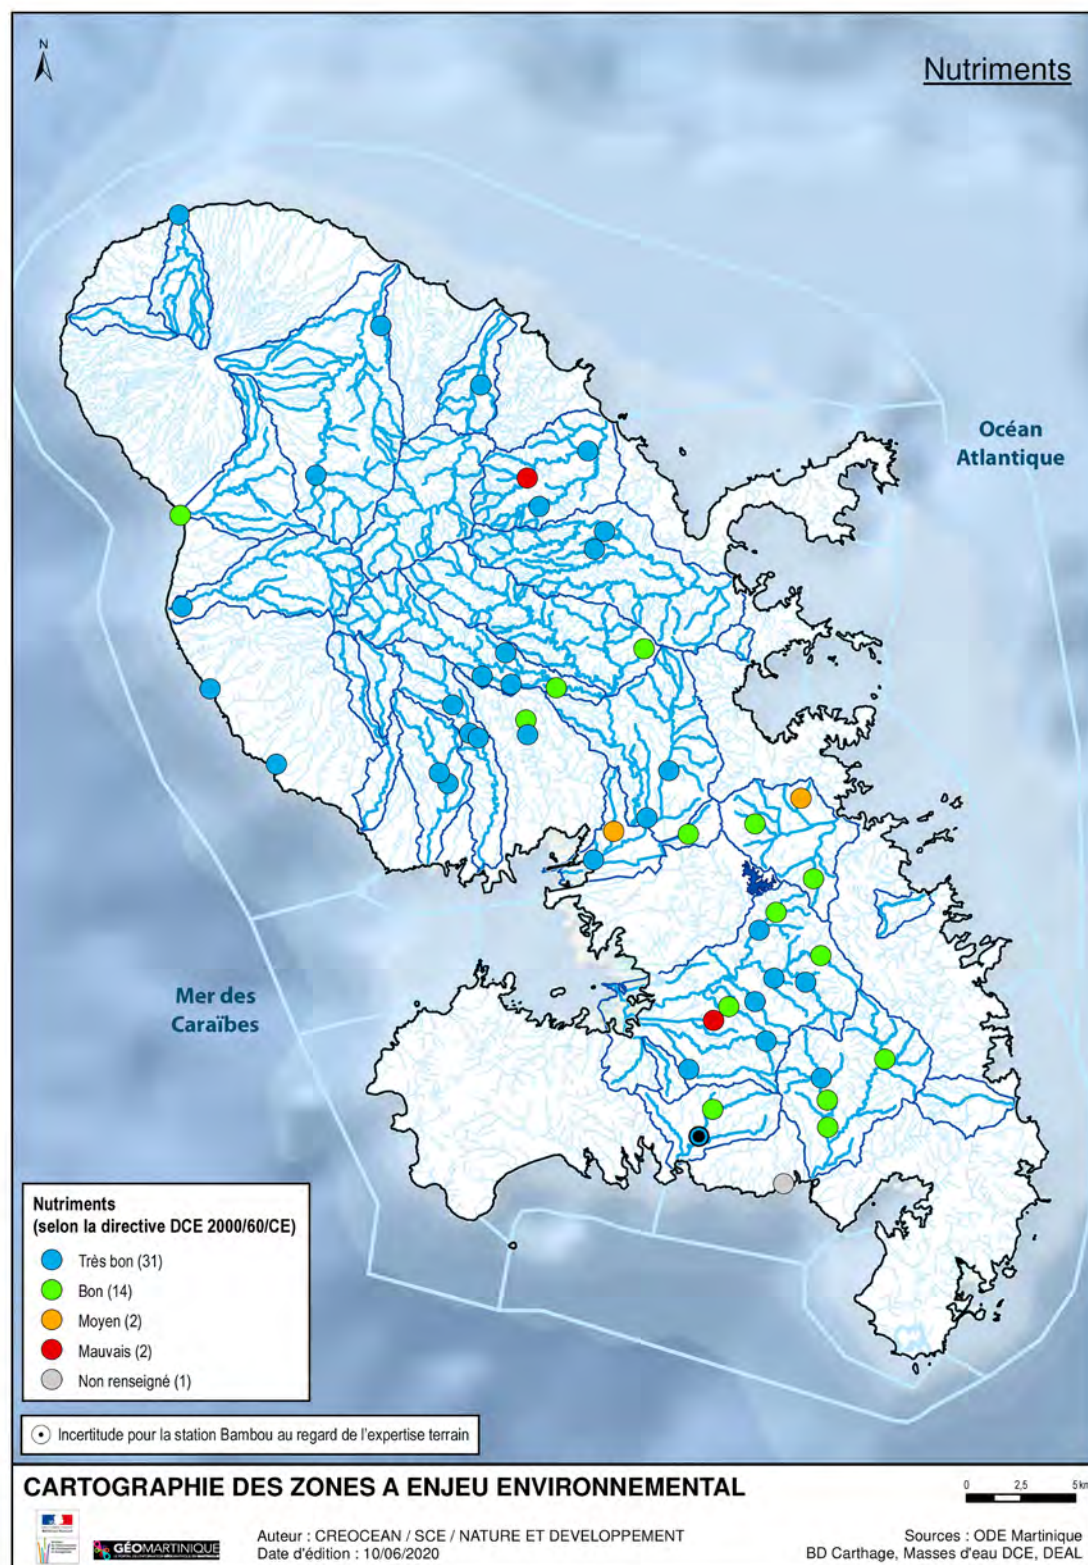 N
Nutriments
Océan
Atlantique
Mer des
Caraïbes
Nutriments
(selon la directive DCE 2000/60/CE)
Très bon (31)
Bon (14)
Moyen (2)
Mauvais (2)
Non renseigné (1)
Incertitude pour la station Bambou au regard de l'expertise terrain
CARTOGRAPHIE DES ZONES A ENJEU ENVIRONNEMENTAL
0 2,5 5 km
GÉOMARTINIQUE
Auteur : CREOCEAN / SCE / NATURE ET DEVELOPPEMENT
Date d'édition : 10/06/2020
Sources : ODE Martinique
BD Carthage, Masses d'eau DCE, DEAL